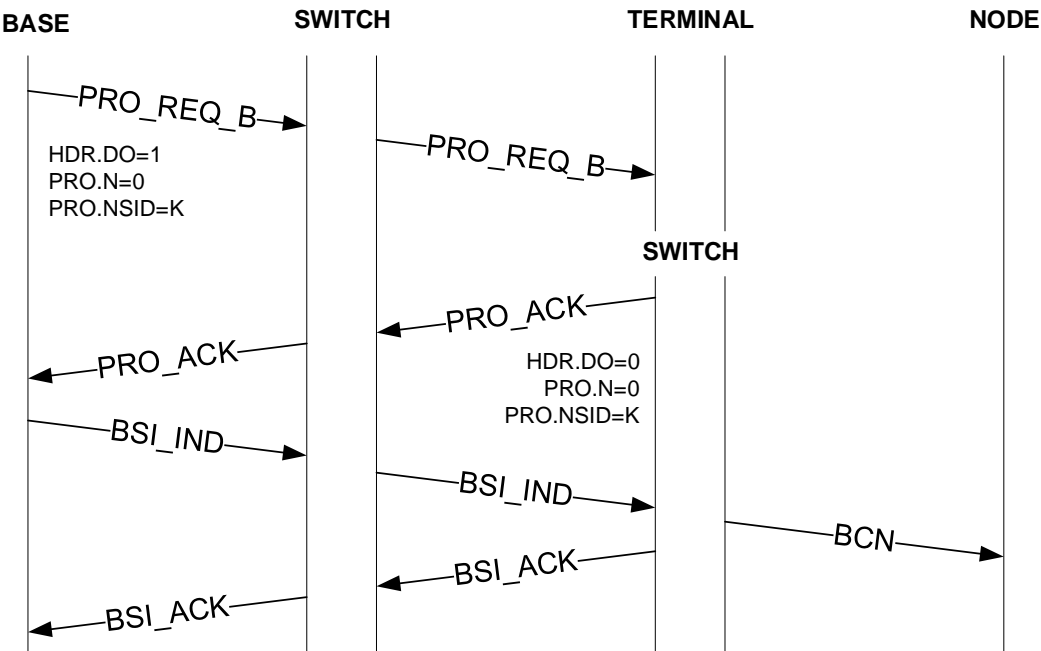 BASE
SWITCH
TERMINAL
NODE
PRO_REQ_B
PRO_REQ_B
HDR.DO=1
PRO.N=0
PRO.NSID=K
SWITCH
PRO_ACK
PRO_ACK
HDR.DO=0
PRO.N=0
PRO.NSID=K
BSI_IND
BSI_IND
BCN
BSI_ACK
BSI_ACK